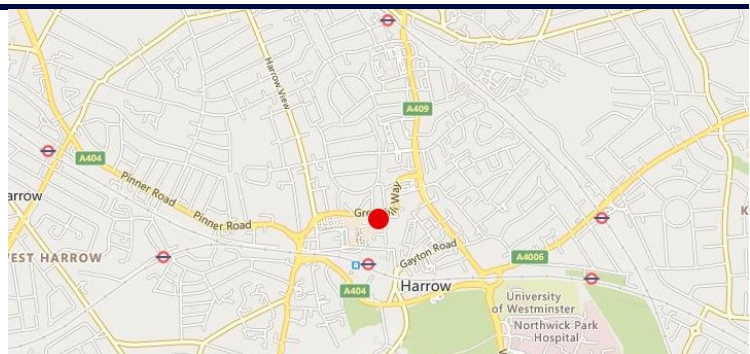 A409
Harrow View
A404
Pinner Road
Pinner Road
arrow
Way
EST HARROW
Gayton Road
A4006
K
A404
Harrow
University
of Westminster
Northwick Park
Hospital